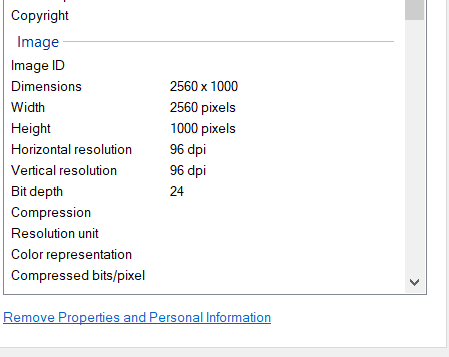 Copyright
Image
Image ID
Dimensions 2560 x 1000
Width 2560 pixels
Height 1000 pixels
Horizontal resolution 96 dpi
Vertical resolution 96 dpi
Bit depth 24
Compression
Resolution unit
Color representation
Compressed bits/pixel
Remove Properties and Personal Information